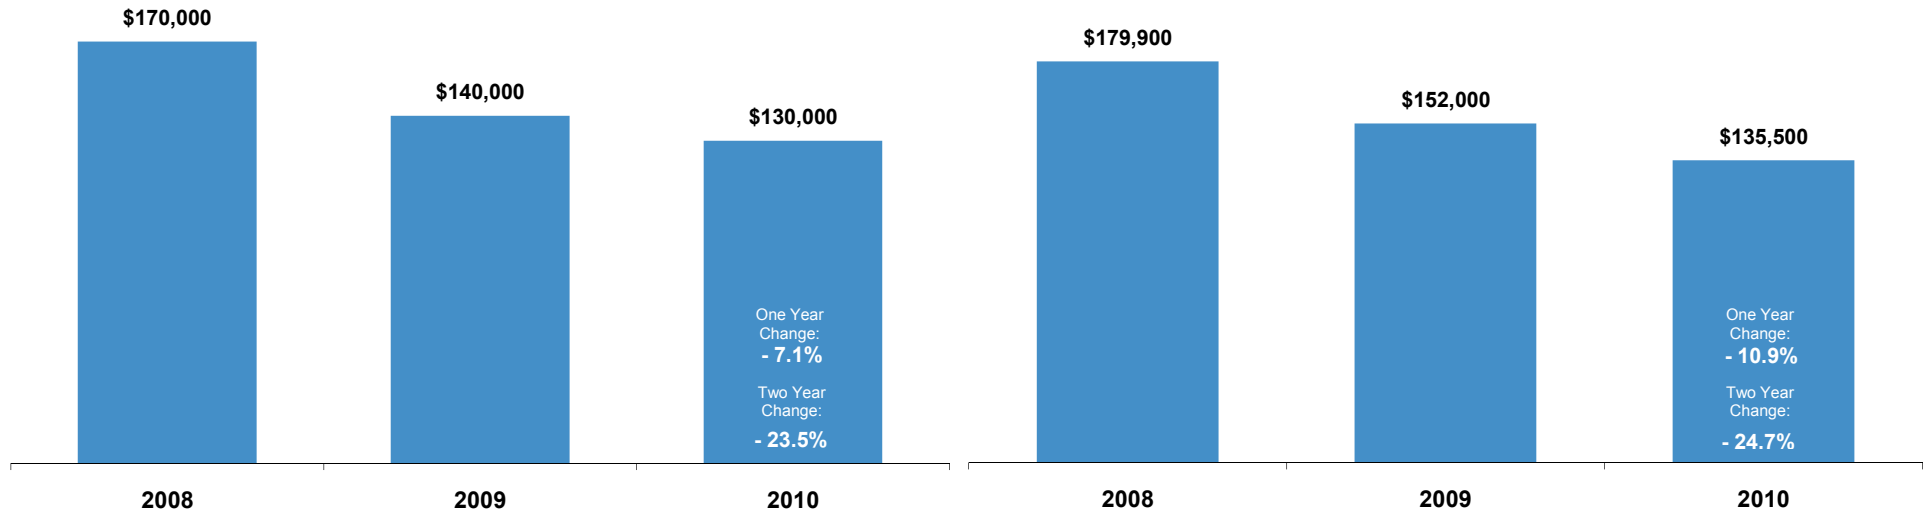 $170,000
$140,000
$130,000
One Year
Change:
- 7.1%
Two Year
Change:
- 23.5%
2008
2009
2010
$179,900
$152,000
$135,500
One Year
Change:
- 10.9%
Two Year
Change:
- 24.7%
2008
2009
2010